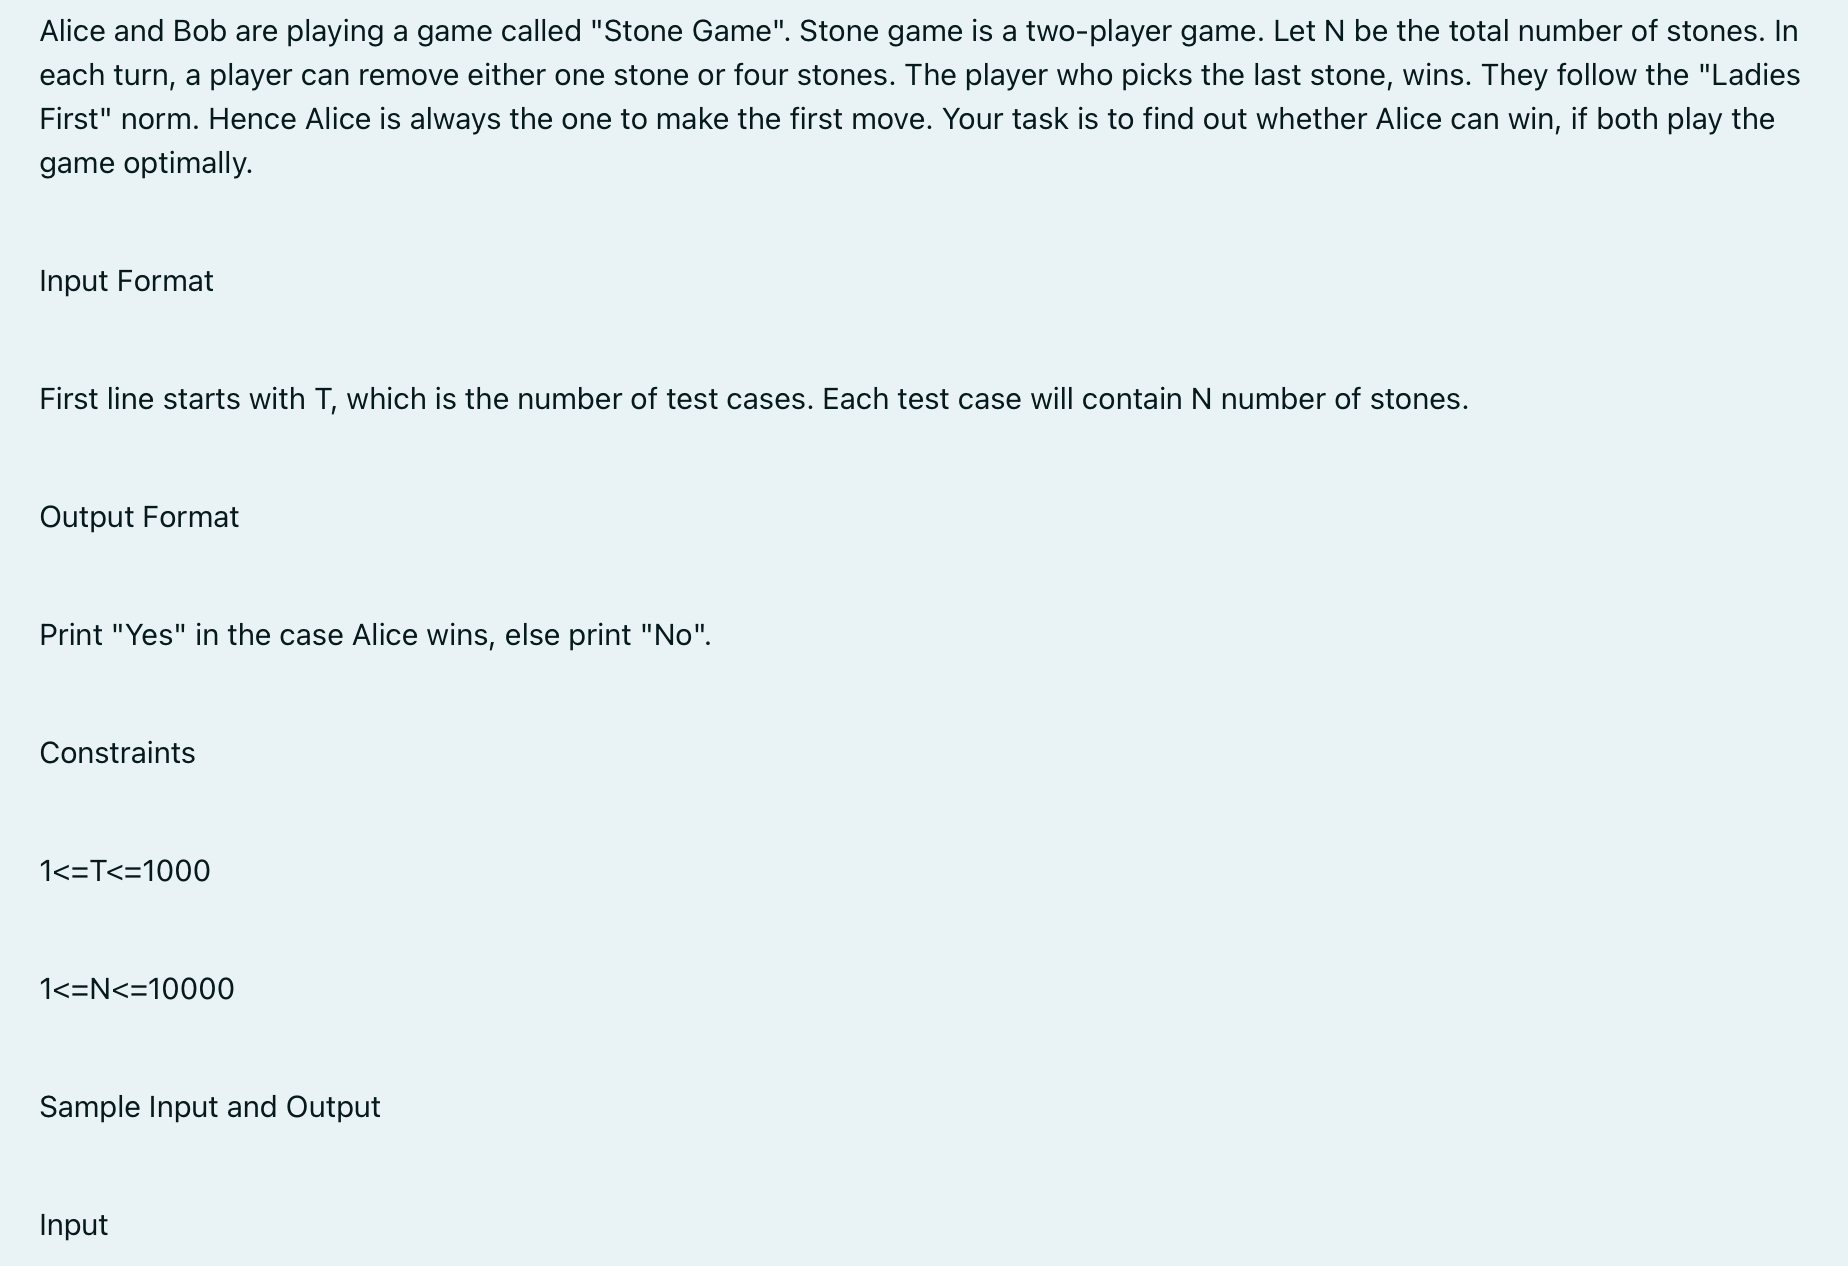 Alice and Bob are playing a game called "Stone Game". Stone game is a two-player game. Let N be the total number of stones. In
each turn, a player can remove either one stone or four stones. The player who picks the last stone, wins. They follow the "Ladies
First" norm. Hence Alice is always the one to make the first move. Your task is to find out whether Alice can win, if both play the
game optimally.
Input Format
First line starts with T, which is the number of test cases. Each test case will contain N number of stones.
Output Format
Print "Yes" in the case Alice wins, else print "No".
Constraints
1<=T<=1000
1<=N<=10000
Sample Input and Output
Input